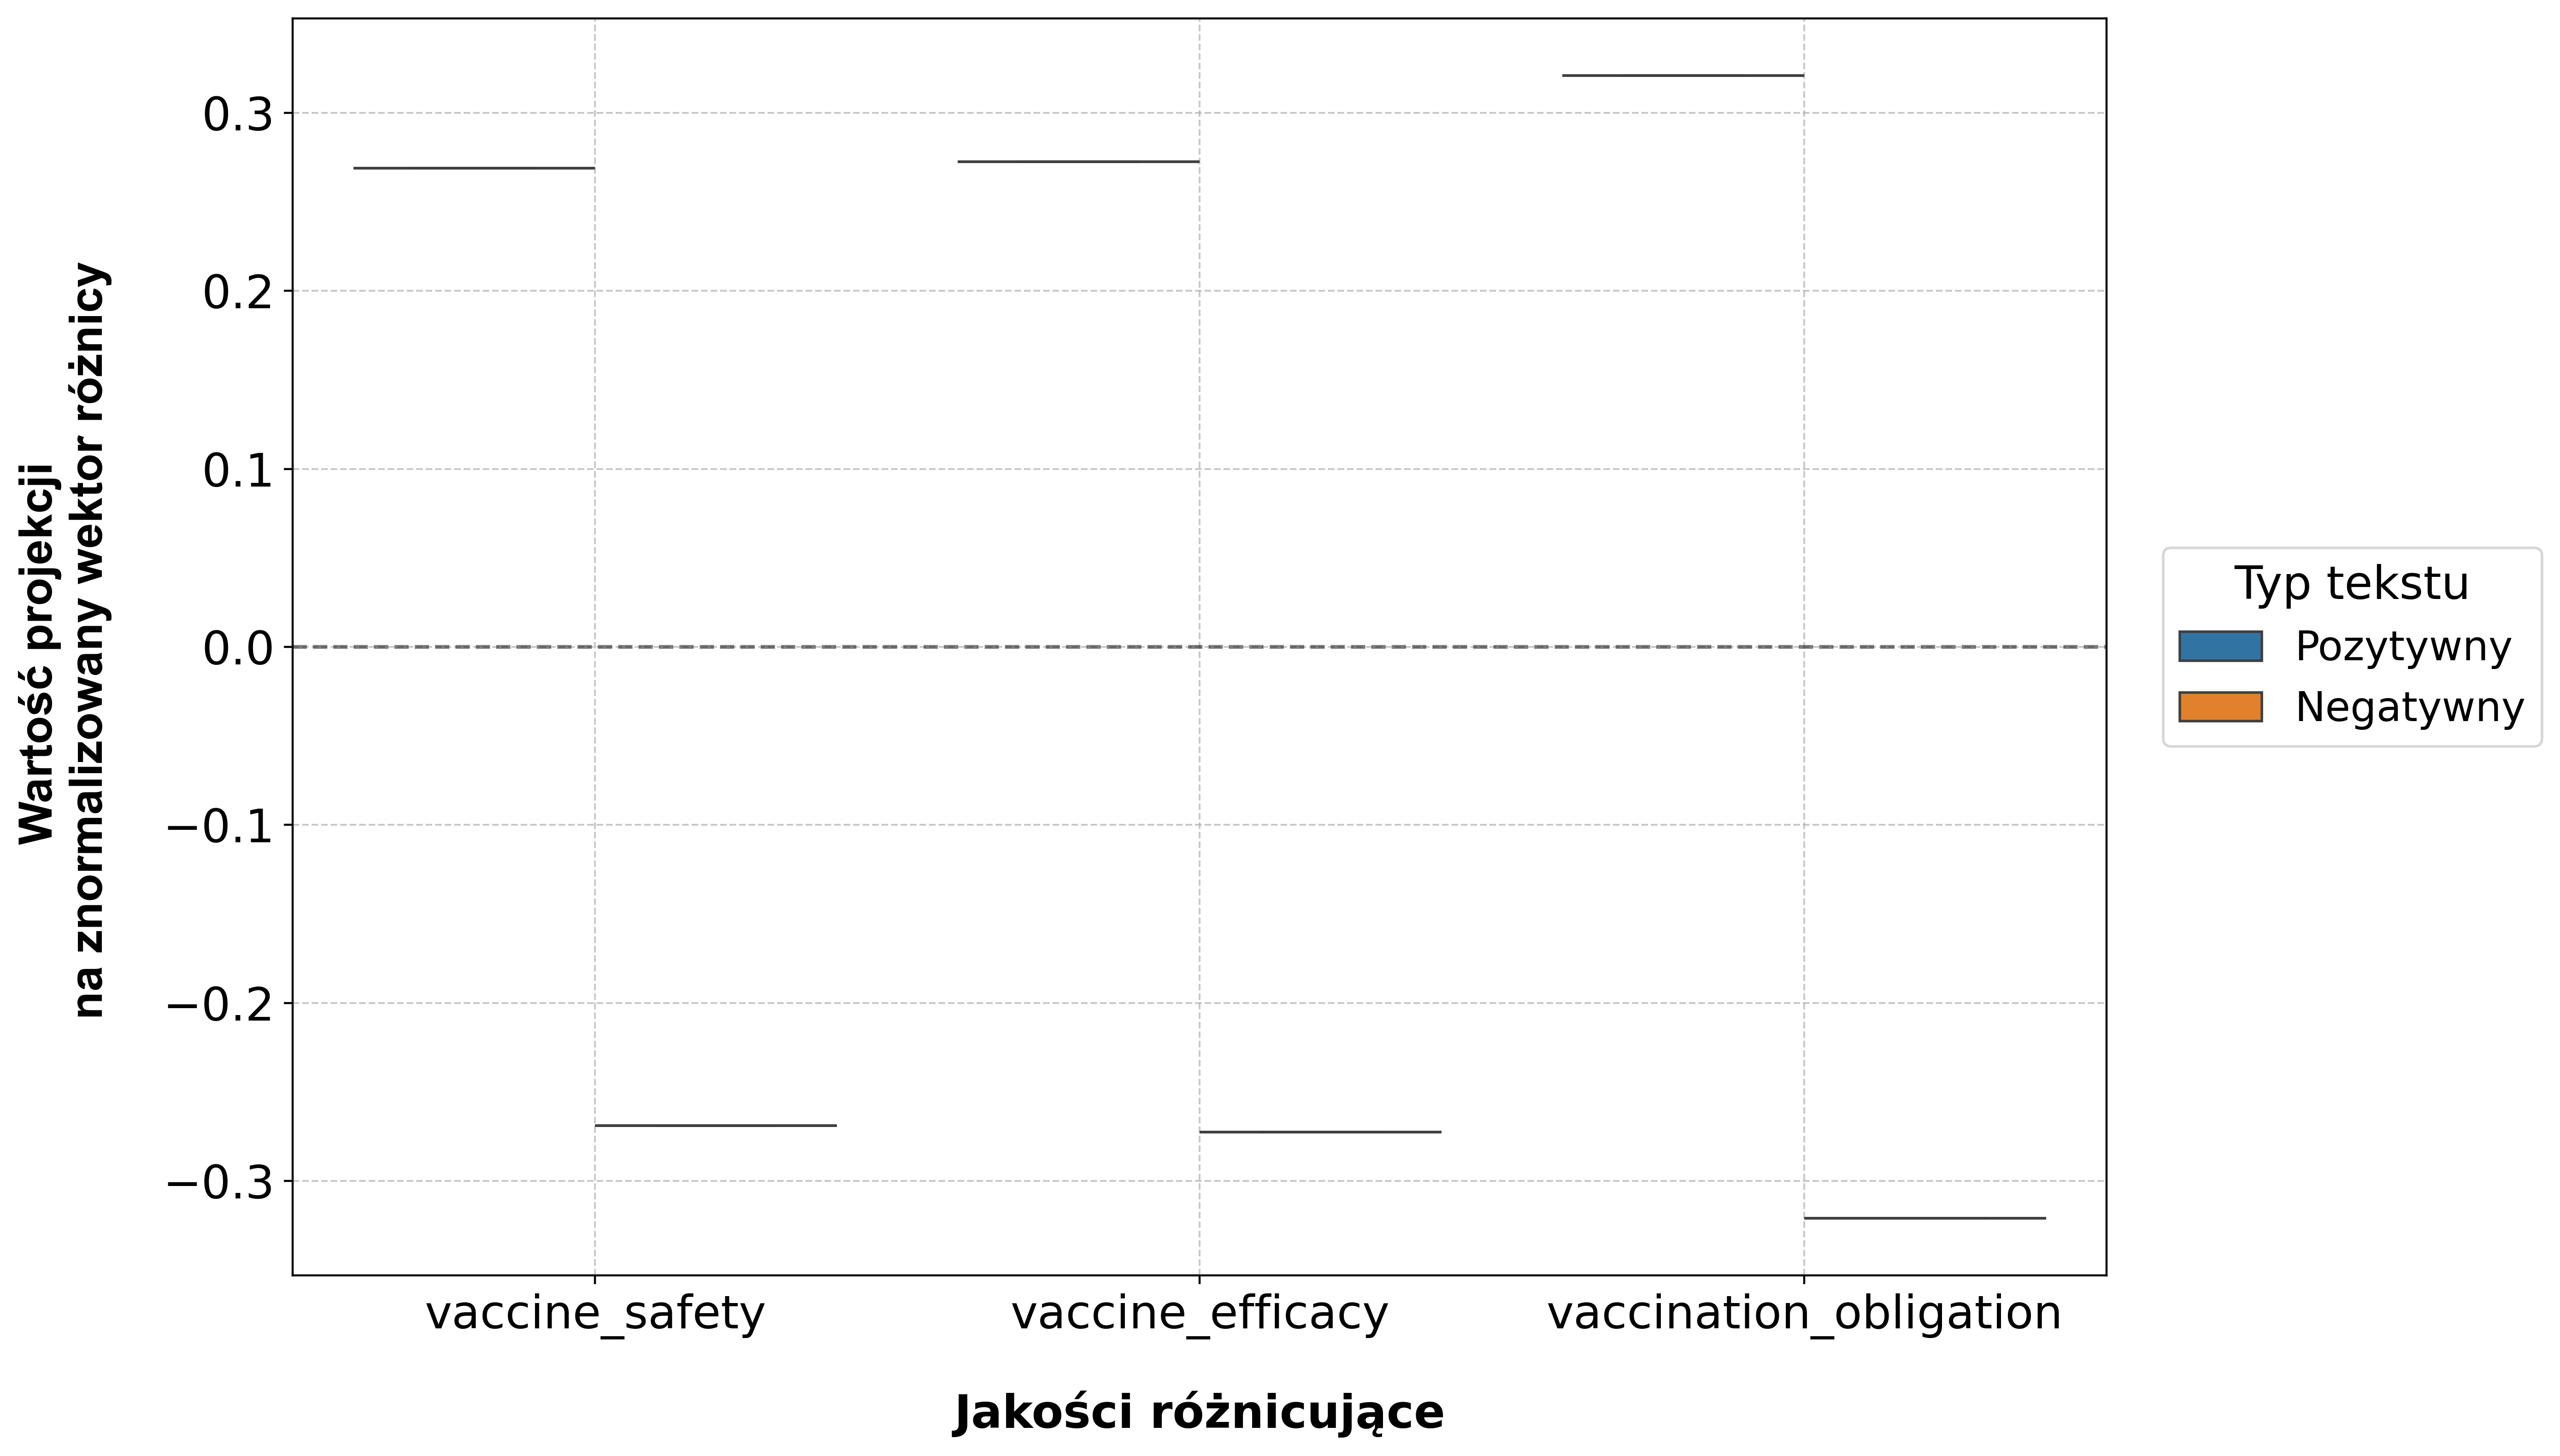 Wartość projekcji
na znormalizowany wektor różnicy
0.3
0.2
0.1
0.0
−0.1
−0.2
−0.3
vaccine_safety
vaccine_efficacy
vaccination_obligation
Jakości różnicujące
Typ tekstu
Pozytywny
Negatywny